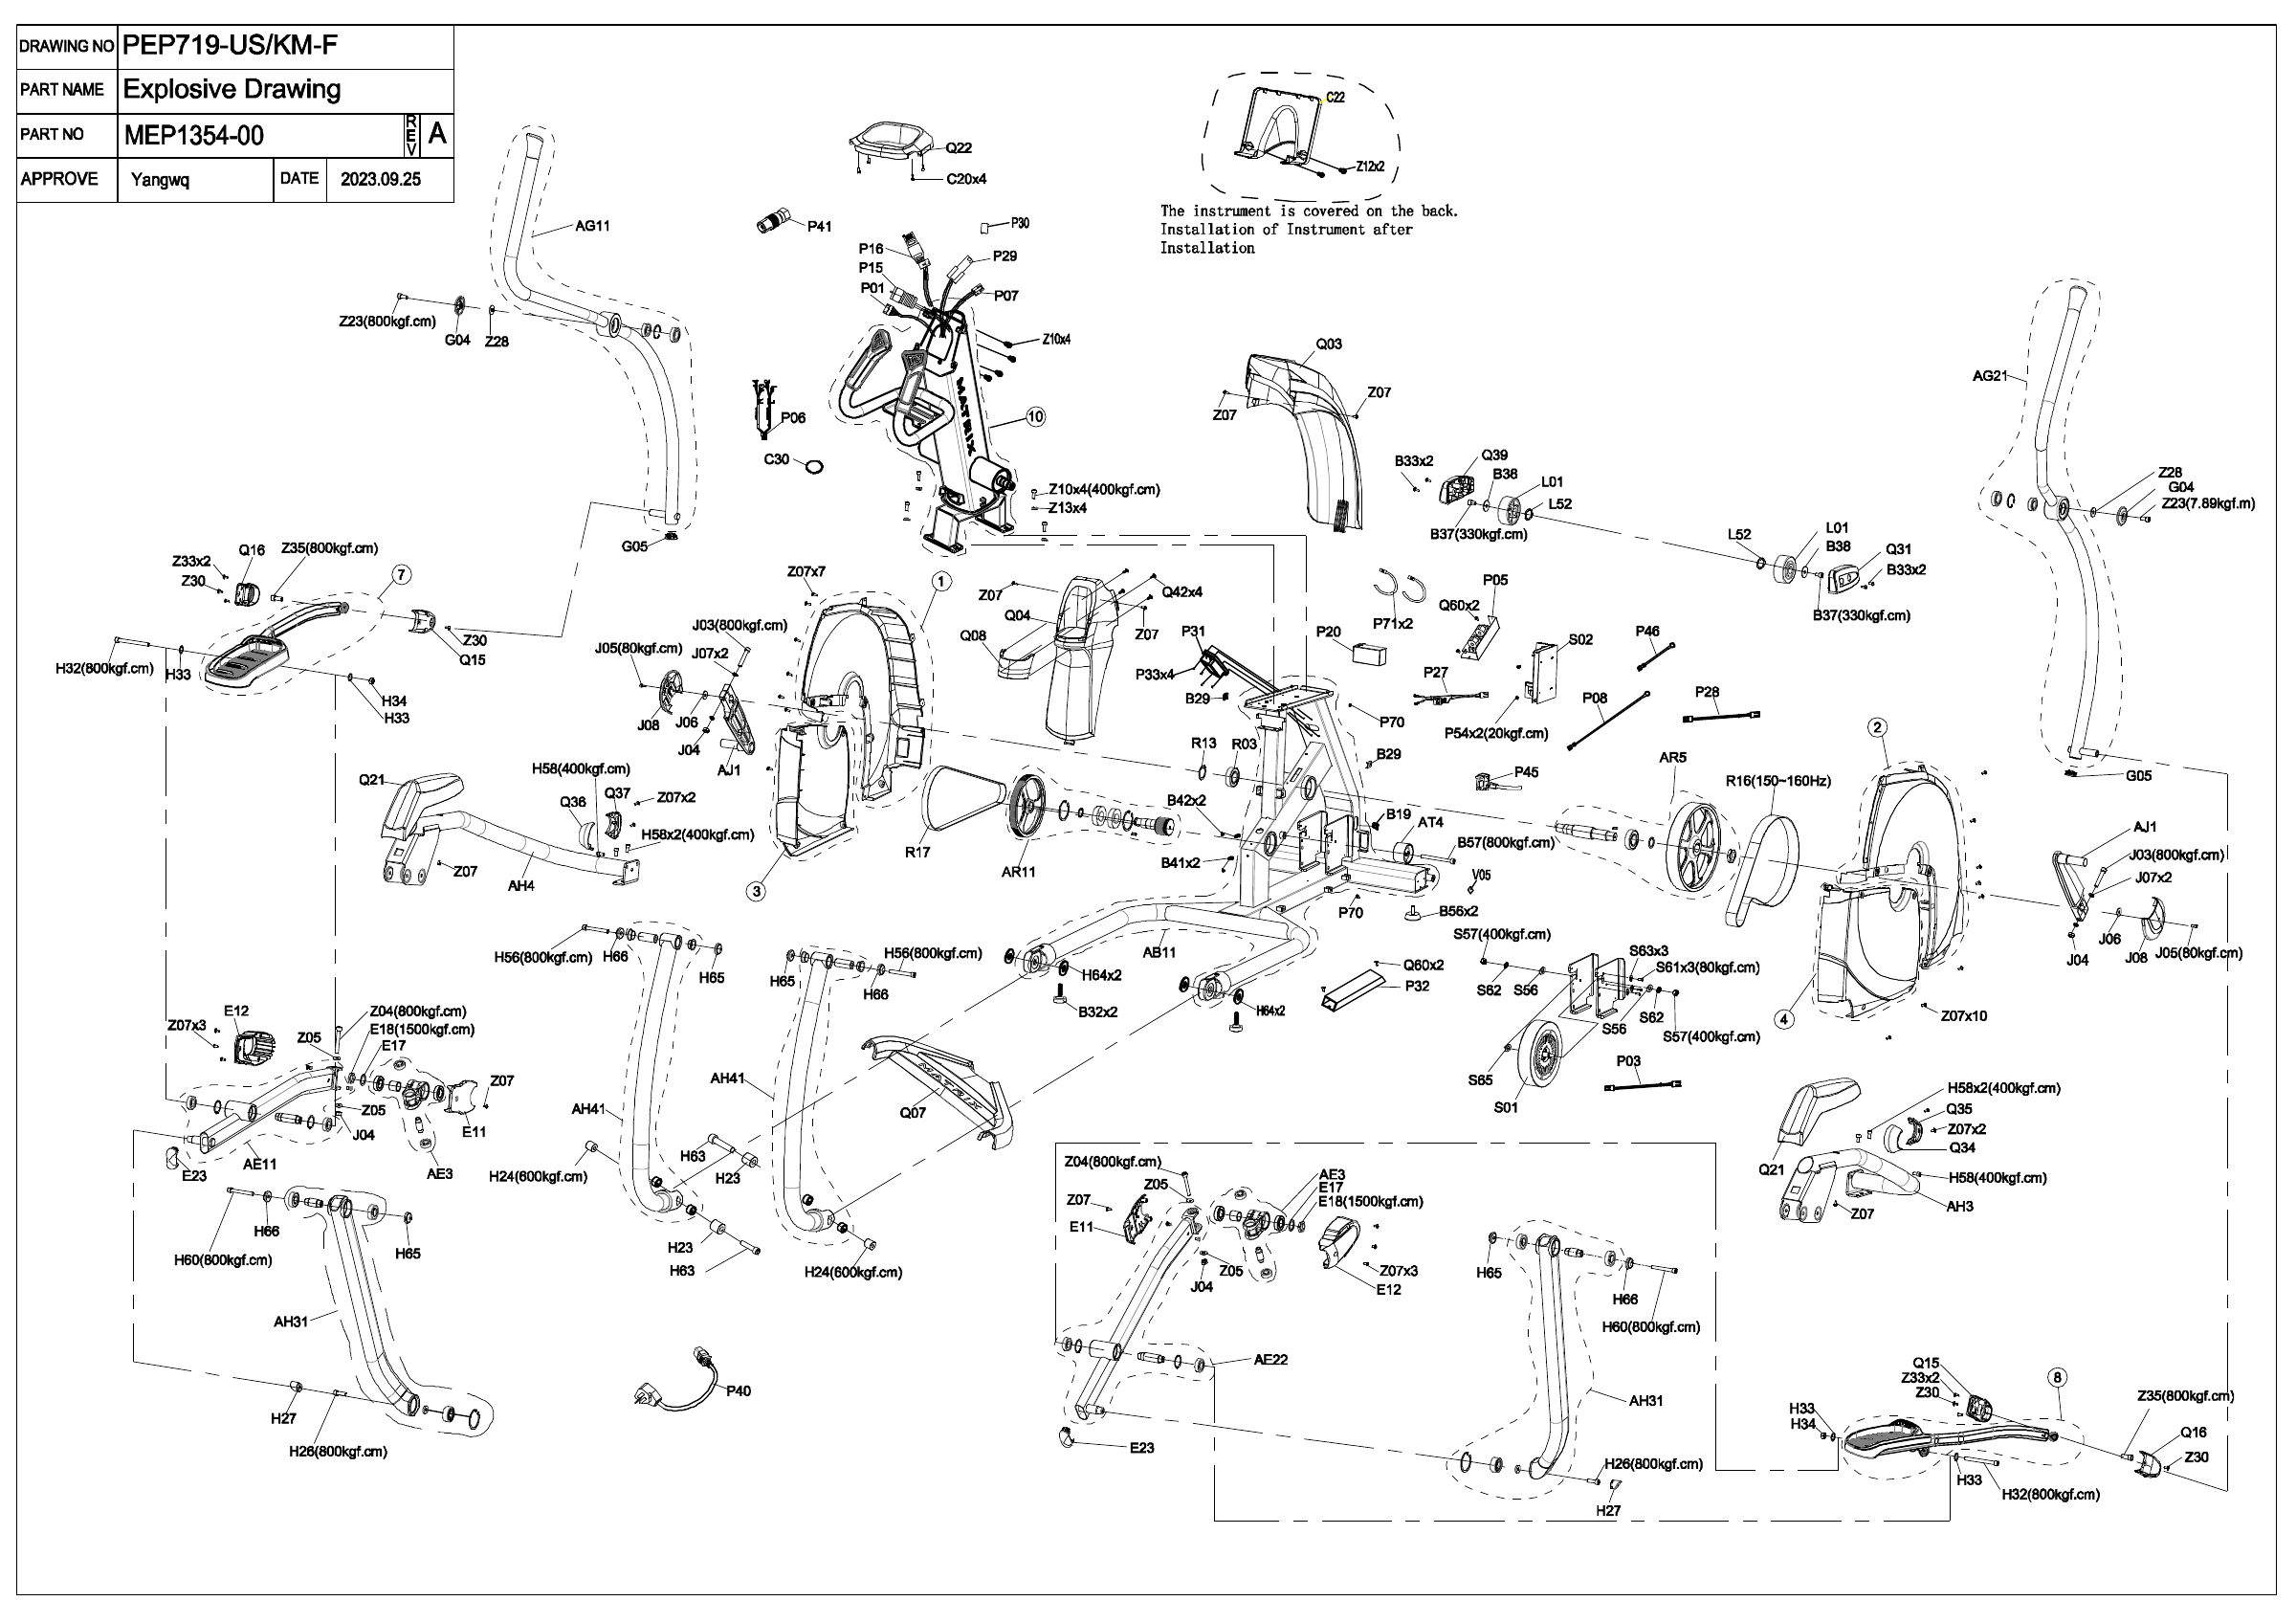 DRAWING NO PEP719-US/KM-F
PART NAME Explosive Drawing
PART NO MEP1354-00 REV A
APPROVE Yangwq DATE 2023.09.25
C22
Z12x2
The instrument is covered on the back.
Installation of Instrument after
Installation
Q22
C20x4
P41
P30
P16
P29
P15
P01
P07
AG11
Z23(800kgf.cm)
G04
Z28
Z10x4
P06
10
C30
Z10x4(400kgf.cm)
Z13x4
MATRIX
Q03
Z07
Z07
AG21
Q39
B33x2
B38
L01
L52
B37(330kgf.cm)
L52
L01
B38
Q31
B33x2
B37(330kgf.cm)
Z28
G04
Z23(7.89kgf.m)
G05
Q16
Z35(800kgf.cm)
Z33x2
Z30
7
Z30
Q15
H32(800kgf.cm)
H33
H34
H33
Z07x7
1
J03(800kgf.cm)
J05(80kgf.cm)
J07x2
J08
J06
J04
AJ1
Z07
Q42x4
Q04
Z07
Q08
P05
Q60x2
P71x2
P31
P20
P33x4
S02
P46
P27
B29
P08
P28
P70
P54x2(20kgf.cm)
R13
R03
B29
P45
2
AR5
R16(150~160Hz)
G05
AJ1
J03(800kgf.cm)
J07x2
J06
J04
J08
J05(80kgf.cm)
Q21
H58(400kgf.cm)
Q36
Q37
Z07x2
H58x2(400kgf.cm)
Z07
AH4
3
R17
AR11
B42x2
B41x2
B19
AT4
B57(800kgf.cm)
V05
P70
B56x2
AB11
H56(800kgf.cm)
H66
H65
H65
H56(800kgf.cm)
H66
H64x2
B32x2
H64x2
Q60x2
P32
S57(400kgf.cm)
S62
S56
S63x3
S61x3(80kgf.cm)
S56
S62
S57(400kgf.cm)
S65
S01
P03
4
Z07x10
E12
Z07x3
Z04(800kgf.cm)
Z05
E18(1500kgf.cm)
E17
Z07
Z05
J04
E11
AE11
AE3
E23
AH41
AH41
MATRIX
Q07
H63
H23
H24(600kgf.cm)
H23
H63
H24(600kgf.cm)
H66
H60(800kgf.cm)
H65
AH31
H27
H26(800kgf.cm)
P40
Z04(800kgf.cm)
Z05
Z07
E11
AE3
E17
E18(1500kgf.cm)
Z05
J04
Z07x3
E12
AE22
E23
H65
H66
H60(800kgf.cm)
AH31
H26(800kgf.cm)
H27
H58x2(400kgf.cm)
Q35
Z07x2
Q34
Q21
H58(400kgf.cm)
AH3
Z07
Q15
Z33x2
Z30
8
Z35(800kgf.cm)
H33
H34
Q16
Z30
H33
H32(800kgf.cm)